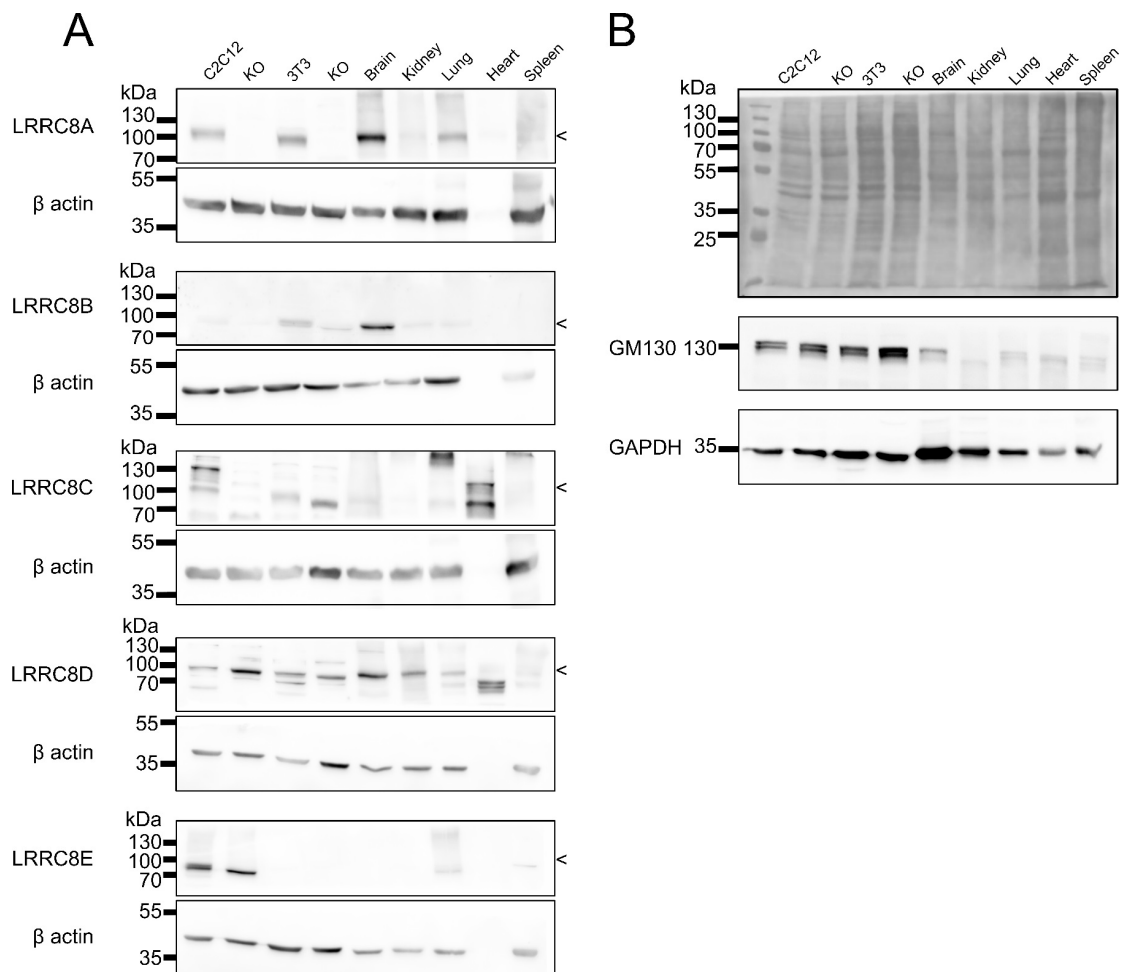 A
C2C12 KO 3T3 KO Brain Kidney Lung Heart Spleen
kDa
LRRC8A
130
100
70
<
β actin
55
35
kDa
LRRC8B
130
100
70
<
β actin
55
35
kDa
LRRC8C
130
100
70
<
β actin
55
35
kDa
LRRC8D
130
100
70
<
β actin
55
35
kDa
LRRC8E
130
100
70
<
β actin
55
35
B
C2C12 KO 3T3 KO Brain Kidney Lung Heart Spleen
kDa
130
100
70
55
35
25
GM130 130
GAPDH 35